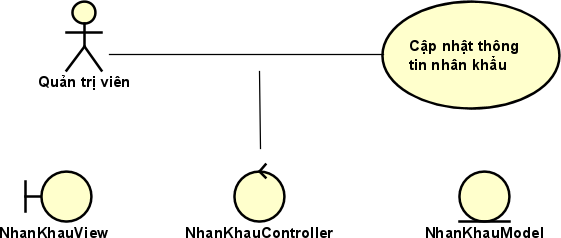 Cập nhật thông
tin nhân khẩu
Quản trị viên
NhanKhauView
NhanKhauController
NhanKhauModel